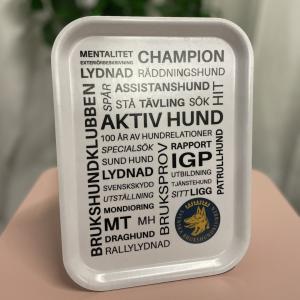 MENTALITET
EXTERIÖRBESKRIVNING
CHAMPION
LYDNAD
RÄDDNINGSHUND
SPÅR
ASSISTANSHUND
STÅ TÄVLING SÖK
HIT
AKTIV HUND
100 ÅR AV HUNDRELATIONER
BRUKSHUNDKLUBBEN
SPECIALSÖK
SUND HUND
LYDNAD
SVENSKSKYDD
UTSTÄLLNING
MONDIORING
MT MH
DRAGHUND
RALLYLYDNAD
BRUKSPROV
RAPPORT
IGP
UTBILDNING
TJÄNSTEHUND
SITT LIGG
PATRULLHUND